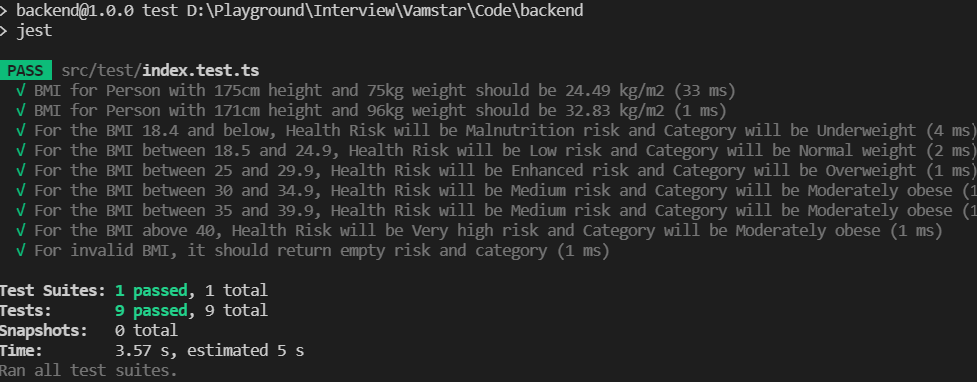 > backend@1.0.0 test D:\Playground\Interview\Vamstar\Code\backend
> jest
PASS src/test/index.test.ts
√ BMI for Person with 175cm height and 75kg weight should be 24.49 kg/m2 (33 ms)
√ BMI for Person with 171cm height and 96kg weight should be 32.83 kg/m2 (1 ms)
√ For the BMI 18.4 and below, Health Risk will be Malnutrition risk and Category will be Underweight (4 ms)
√ For the BMI between 18.5 and 24.9, Health Risk will be Low risk and Category will be Normal weight (2 ms)
√ For the BMI between 25 and 29.9, Health Risk will be Enhanced risk and Category will be Overweight (1 ms)
√ For the BMI between 30 and 34.9, Health Risk will be Medium risk and Category will be Moderately obese (1
√ For the BMI between 35 and 39.9, Health Risk will be Medium risk and Category will be Moderately obese (1
√ For the BMI above 40, Health Risk will be Very high risk and Category will be Moderately obese (1 ms)
√ For invalid BMI, it should return empty risk and category (1 ms)
Test Suites: 1 passed, 1 total
Tests: 9 passed, 9 total
Snapshots: 0 total
Time: 3.57 s, estimated 5 s
Ran all test suites.